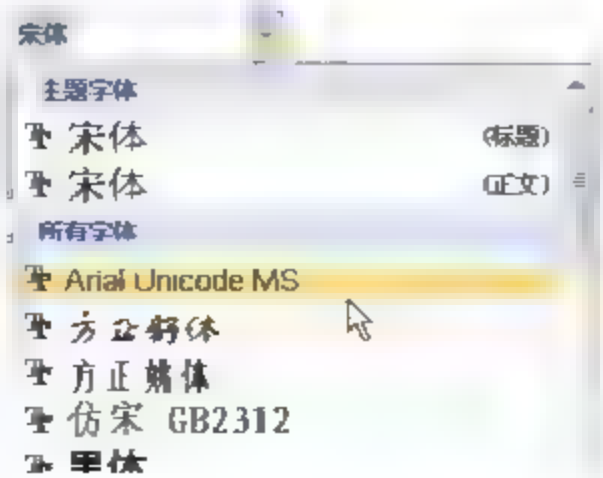 宋体
主题字体
宋体 (标题)
宋体 (正文)
所有字体
Arial Unicode MS
方正舒体
方正姚体
仿宋 GB2312
黑体